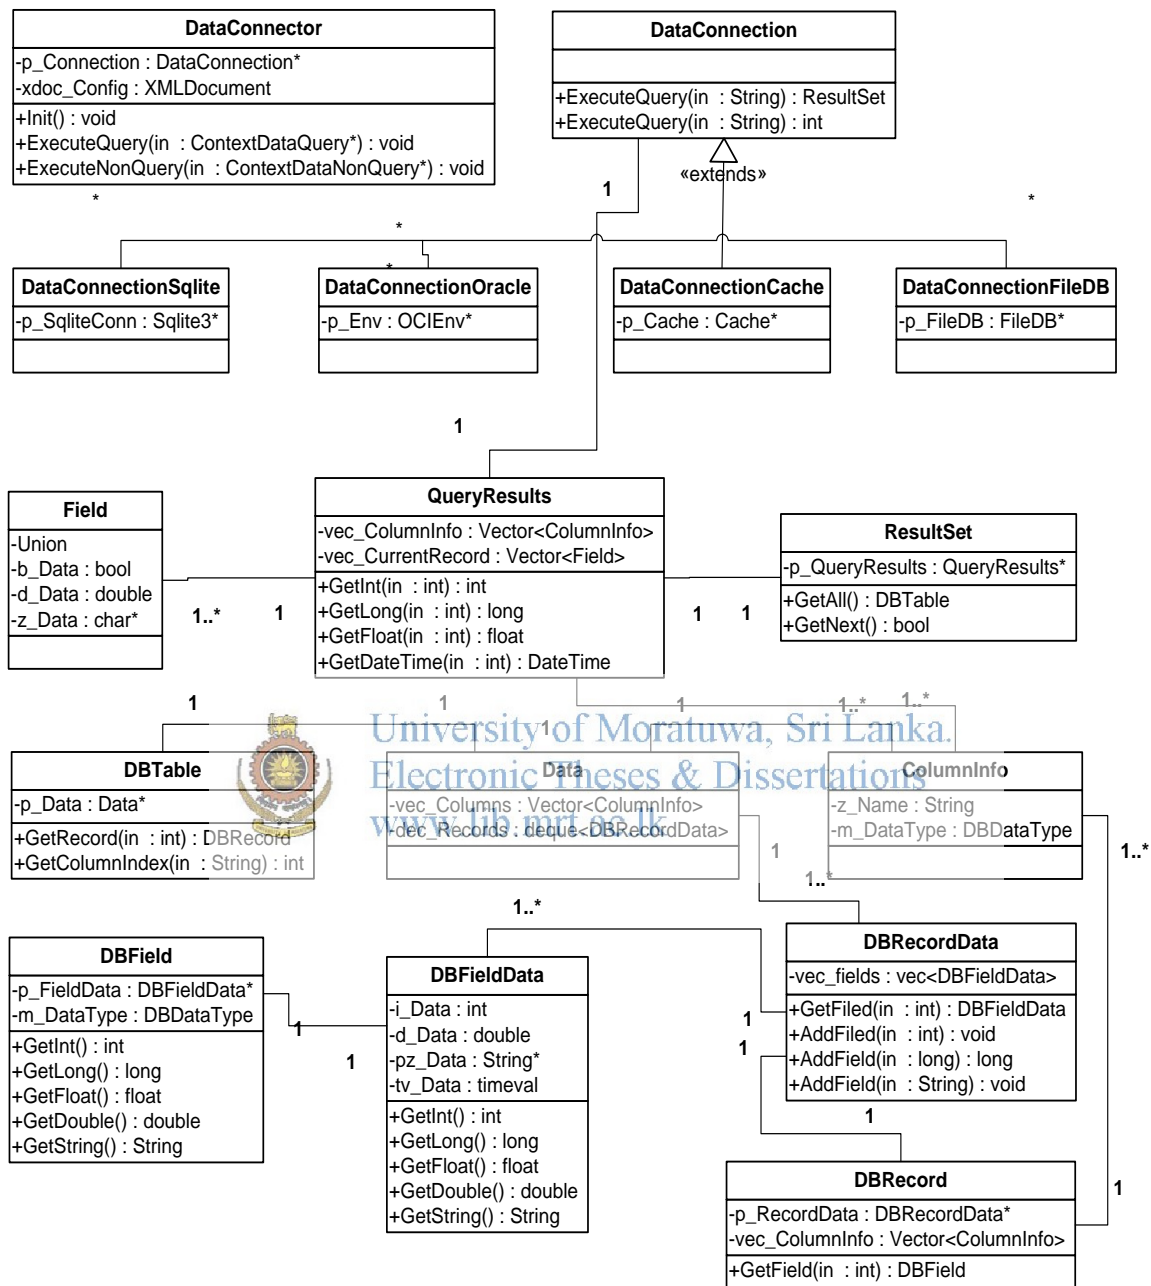 DataConnector
-p_Connection : DataConnection*
-xdoc_Config : XMLDocument
+Init() : void
+ExecuteQuery(in : ContextDataQuery*) : void
+ExecuteNonQuery(in : ContextDataNonQuery*) : void
DataConnection
+ExecuteQuery(in : String) : ResultSet
+ExecuteQuery(in : String) : int
«extends»
1
*
*
*
*
DataConnectionSqlite
-p_SqliteConn : Sqlite3*
DataConnectionOracle
-p_Env : OCIEnv*
DataConnectionCache
-p_Cache : Cache*
DataConnectionFileDB
-p_FileDB : FileDB*
1
Field
-Union
-b_Data : bool
-d_Data : double
-z_Data : char*
1..*
1
QueryResults
-vec_ColumnInfo : Vector<ColumnInfo>
-vec_CurrentRecord : Vector<Field>
+GetInt(in : int) : int
+GetLong(in : int) : long
+GetFloat(in : int) : float
+GetDateTime(in : int) : DateTime
1
1
ResultSet
-p_QueryResults : QueryResults*
+GetAll() : DBTable
+GetNext() : bool
1
1
1
1
1..*
1..*
University of Moratuwa, Sri Lanka.
Electronic Theses & Dissertations
www.lib.mrt.ac.lk
DBTable
-p_Data : Data*
+GetRecord(in : int) : DBRecord
+GetColumnIndex(in : String) : int
Data
-vec_Columns : Vector<ColumnInfo>
-dec_Records : deque<DBRecordData>
ColumnInfo
-z_Name : String
-m_DataType : DBDataType
1
1..*
1..*
1..*
DBField
-p_FieldData : DBFieldData*
-m_DataType : DBDataType
+GetInt() : int
+GetLong() : long
+GetFloat() : float
+GetDouble() : double
+GetString() : String
1
1
DBFieldData
-i_Data : int
-d_Data : double
-pz_Data : String*
-tv_Data : timeval
+GetInt() : int
+GetLong() : long
+GetFloat() : float
+GetDouble() : double
+GetString() : String
DBRecordData
-vec_fields : vec<DBFieldData>
+GetFiled(in : int) : DBFieldData
+AddFiled(in : int) : void
+AddField(in : long) : long
+AddField(in : String) : void
1
1
1
1
DBRecord
-p_RecordData : DBRecordData*
-vec_ColumnInfo : Vector<ColumnInfo>
+GetField(in : int) : DBField